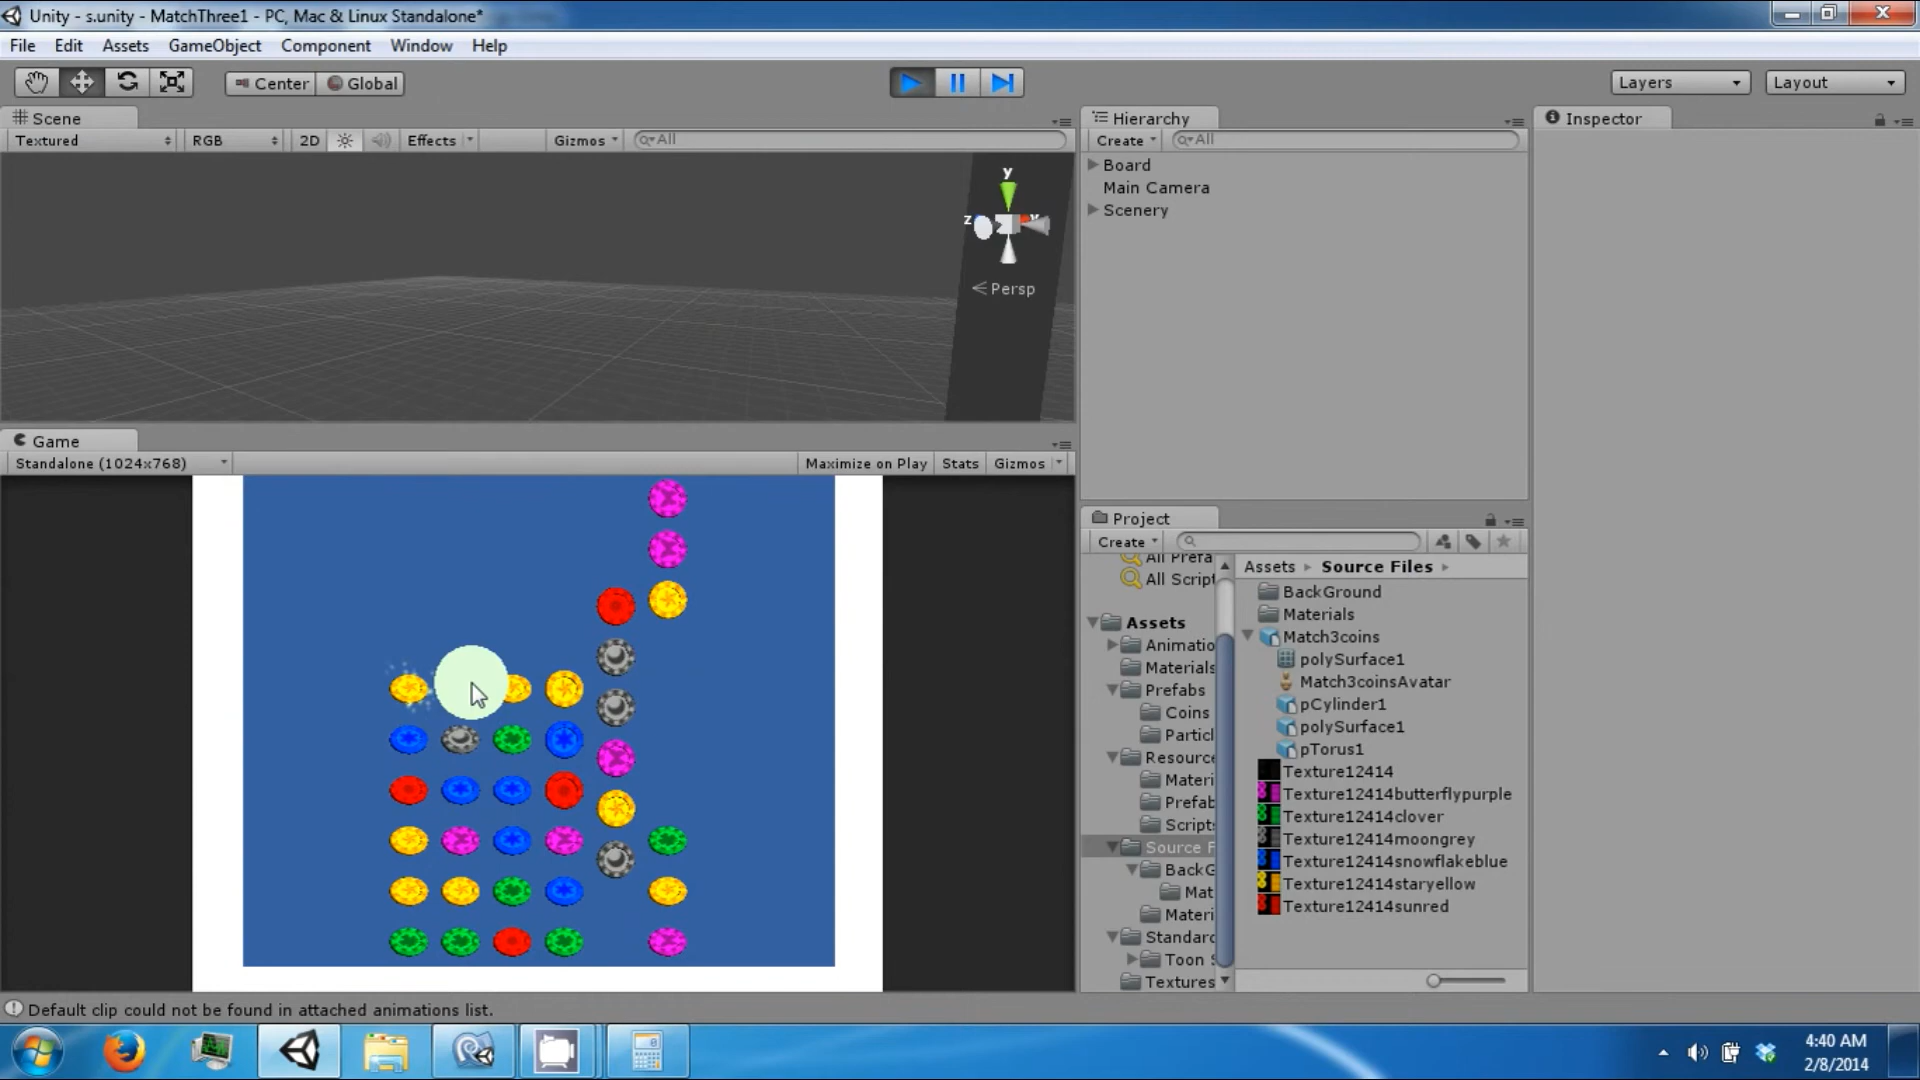 Unity - s.unity - MatchThree1 - PC, Mac & Linux Standalone*
File Edit Assets GameObject Component Window Help
Center Global Layers Layout
Scene
Textured RGB 2D Effects Gizmos All
y
z
Persp
Game
Standalone (1024x768) Maximize on Play Stats Gizmos
Hierarchy
Create All
Board
Main Camera
Scenery
Inspector
Project
Create
All Prefa
All Script
Assets
Animatio
Materials
Prefabs
Coins
Particl
Resource
Materi
Prefab
Scripts
Source F
BackG
Mat
Materi
Standard
Toon S
Textures
Assets Source Files
BackGround
Materials
Match3coins
polySurface1
Match3coinsAvatar
pCylinder1
polySurface1
pTorus1
Texture12414
Texture12414butterflypurple
Texture12414clover
Texture12414moongrey
Texture12414snowflakeblue
Texture12414staryellow
Texture12414sunred
Default clip could not be found in attached animations list.
4:40 AM
2/8/2014